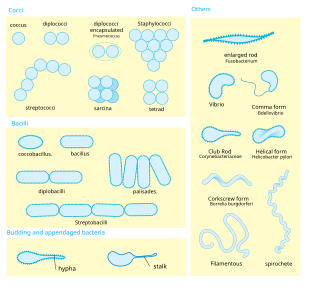 Cocci
coccus
diplococci
diplococci
encapsulated
Pneumococcus
Staphylococci
streptococci
sarcina
tetrad
Bacilli
coccobacillus.
bacillus
diplobacilli
palisades.
Streptobacilli
Budding and appendaged bacteria
hypha
stalk
Others
enlarged rod
Fusobacterium
Vibrio
Comma form
Bdellovibrio
Club Rod
Corynebacteriaceae
Helical form
Helicobacter pylori
Corkscrew form
Borrelia burgdorferi
Filamentous
spirochete